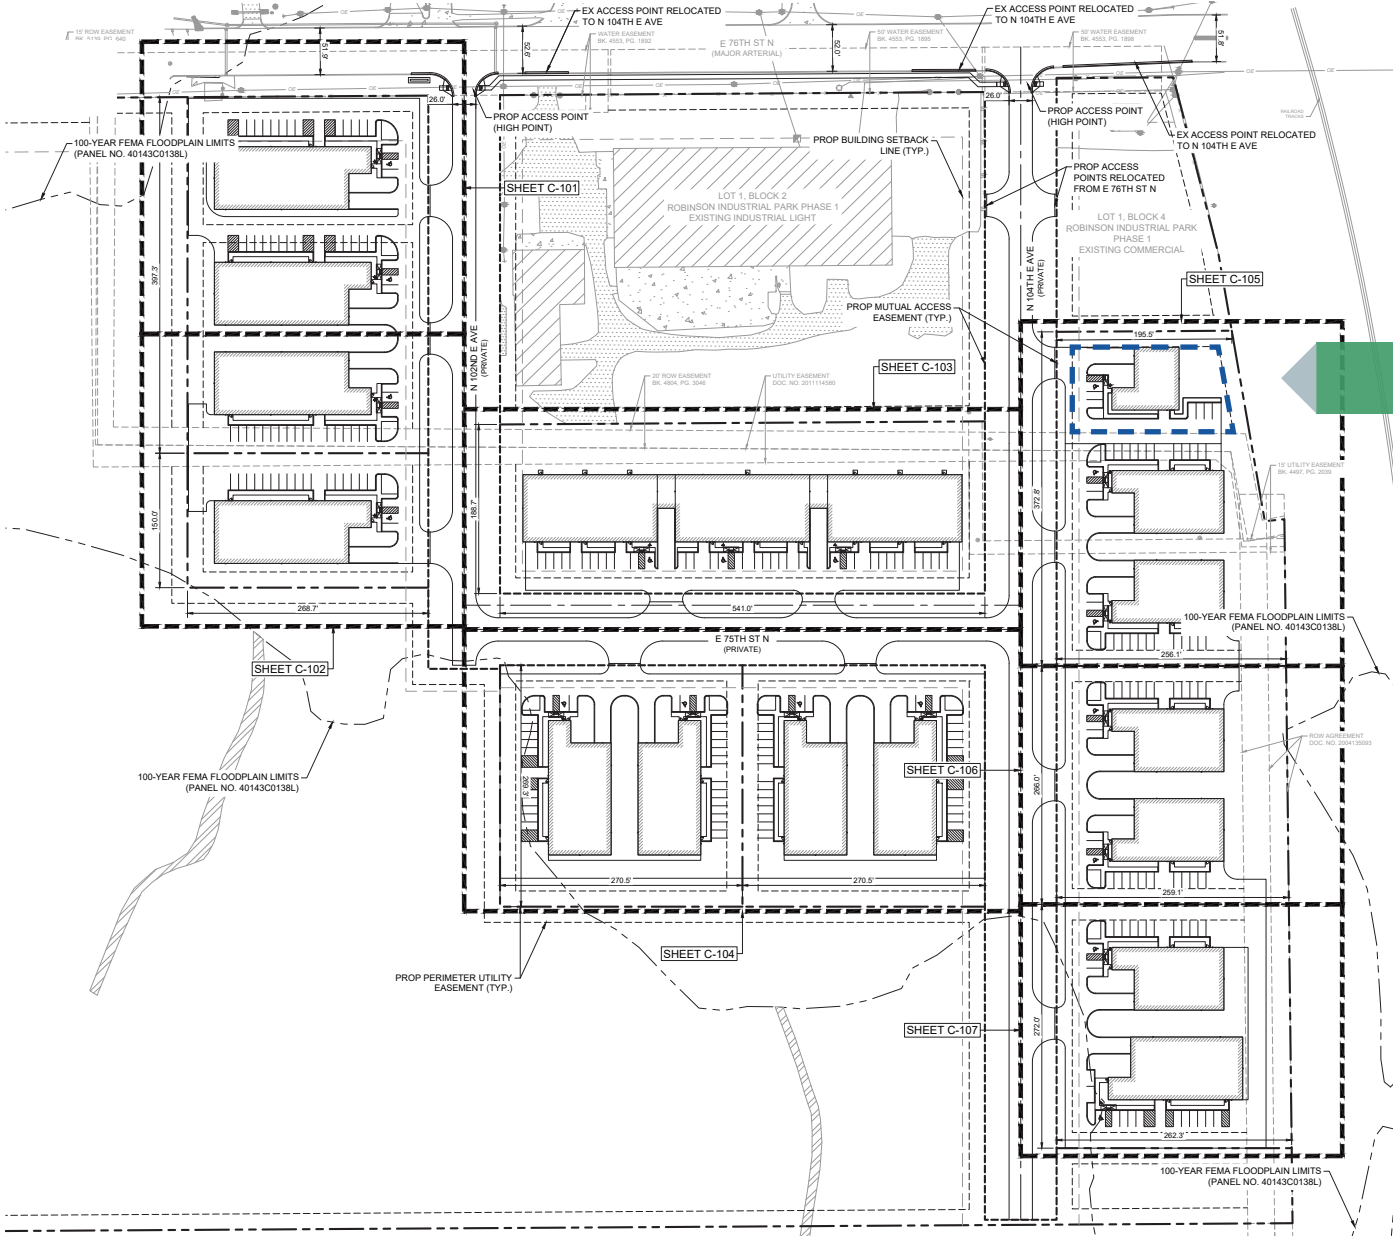 EX ACCESS POINT RELOCATED
TO N 104TH E AVE
EX ACCESS POINT RELOCATED
TO N 104TH E AVE
15' ROW EASEMENT
WATER EASEMENT
BK. 4553, PG. 1892
E 76TH ST N
(MAJOR ARTERIAL)
50' WATER EASEMENT
BK. 4553, PG. 1895
50' WATER EASEMENT
BK. 4553, PG. 1898
51.9'
52.6'
52.0'
51.8'
OE
OE
OE
OE
OE
OE
26.0'
26.0'
RAILROAD
TRACKS
PROP ACCESS POINT
(HIGH POINT)
PROP ACCESS POINT
(HIGH POINT)
EX ACCESS POINT RELOCATED
TO N 104TH E AVE
100-YEAR FEMA FLOODPLAIN LIMITS
(PANEL NO. 40143C0138L)
PROP BUILDING SETBACK
LINE (TYP.)
PROP ACCESS
POINTS RELOCATED
FROM E 76TH ST N
SHEET C-101
LOT 1, BLOCK 2
ROBINSON INDUSTRIAL PARK PHASE 1
EXISTING INDUSTRIAL LIGHT
LOT 1, BLOCK 4
ROBINSON INDUSTRIAL PARK
PHASE 1
EXISTING COMMERCIAL
N 104TH E AVE
(PRIVATE)
397.3'
SHEET C-105
PROP MUTUAL ACCESS
EASEMENT (TYP.)
195.5'
N 102ND E AVE
(PRIVATE)
SHEET C-103
20' ROW EASEMENT
BK. 4804, PG. 3046
UTILITY EASEMENT
DOC. NO. 2011114580
15' UTILITY EASEMENT
BK. 4497, PG. 2039
150.0'
188.7'
372.8'
268.7'
541.0'
100-YEAR FEMA FLOODPLAIN LIMITS
(PANEL NO. 40143C0138L)
E 75TH ST N
(PRIVATE)
256.1'
SHEET C-102
ROW AGREEMENT
DOC. NO. 2004135093
100-YEAR FEMA FLOODPLAIN LIMITS
(PANEL NO. 40143C0138L)
SHEET C-106
269.3'
266.0'
270.5'
270.5'
259.1'
SHEET C-104
PROP PERIMETER UTILITY
EASEMENT (TYP.)
SHEET C-107
272.0'
262.3'
100-YEAR FEMA FLOODPLAIN LIMITS
(PANEL NO. 40143C0138L)